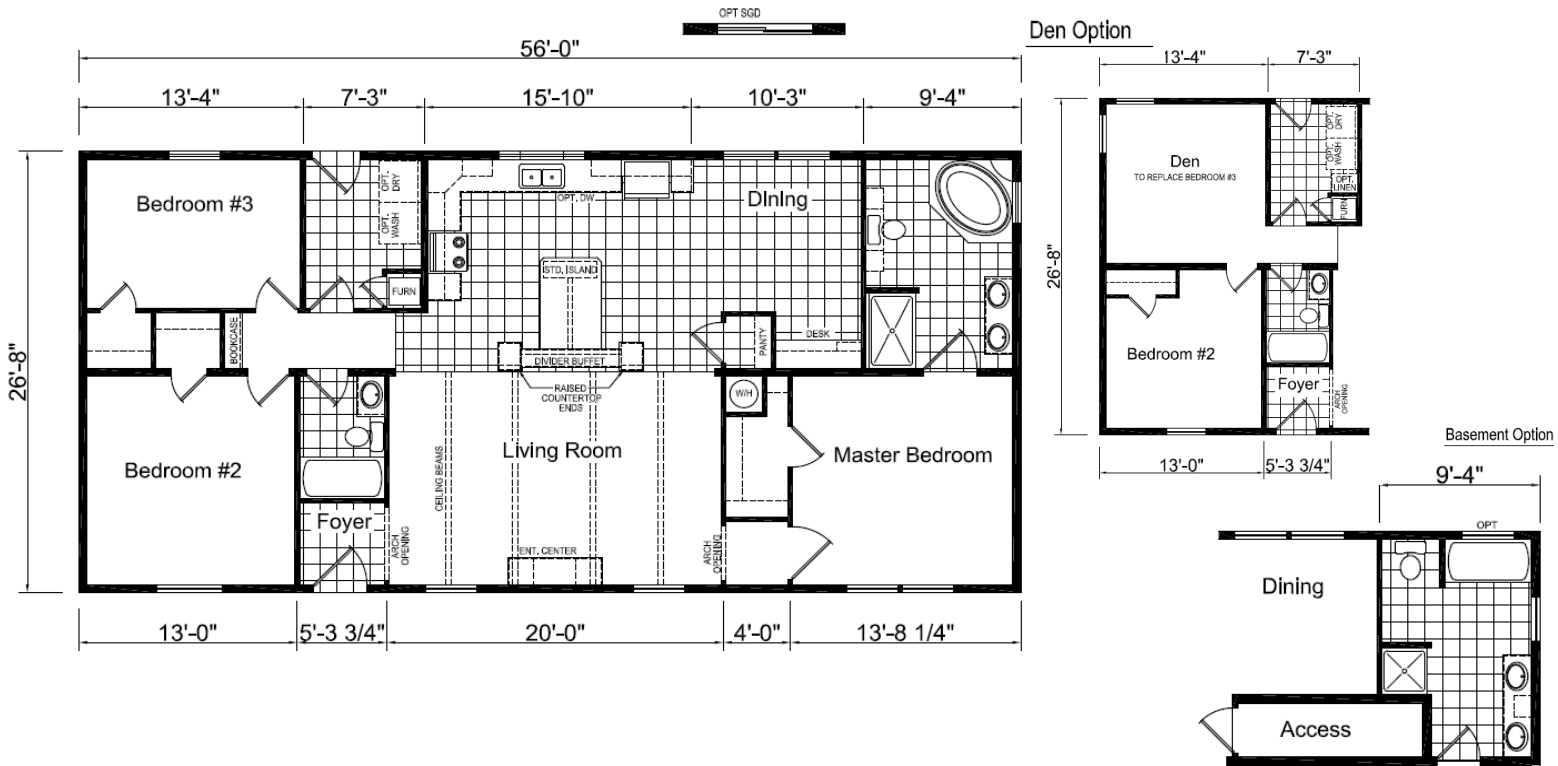 OPT SGD
56'-0"
13'-4"
7'-3"
15'-10"
10'-3"
9'-4"
26'-8"
Bedroom #3
OPT. DRY
OPT. WASH
FURN
OPT. DW
Dining
STD. ISLAND
BOOKCASE
DIVIDER BUFFET
RAISED
COUNTERTOP
ENDS
PANTY
DESK
W/H
Bedroom #2
Foyer
ARCH
OPENING
CEILING BEAMS
Living Room
ENT. CENTER
ARCH
OPENING
Master Bedroom
13'-0"
5'-3 3/4"
20'-0"
4'-0"
13'-8 1/4"
Den Option
13'-4"
7'-3"
26'-8"
Den
TO REPLACE BEDROOM #3
OPT. DRY
OPT. WASH
OPT.
LINEN
FURN
Bedroom #2
Foyer
ARCH
OPENING
13'-0"
5'-3 3/4"
Basement Option
9'-4"
OPT
Dining
Access